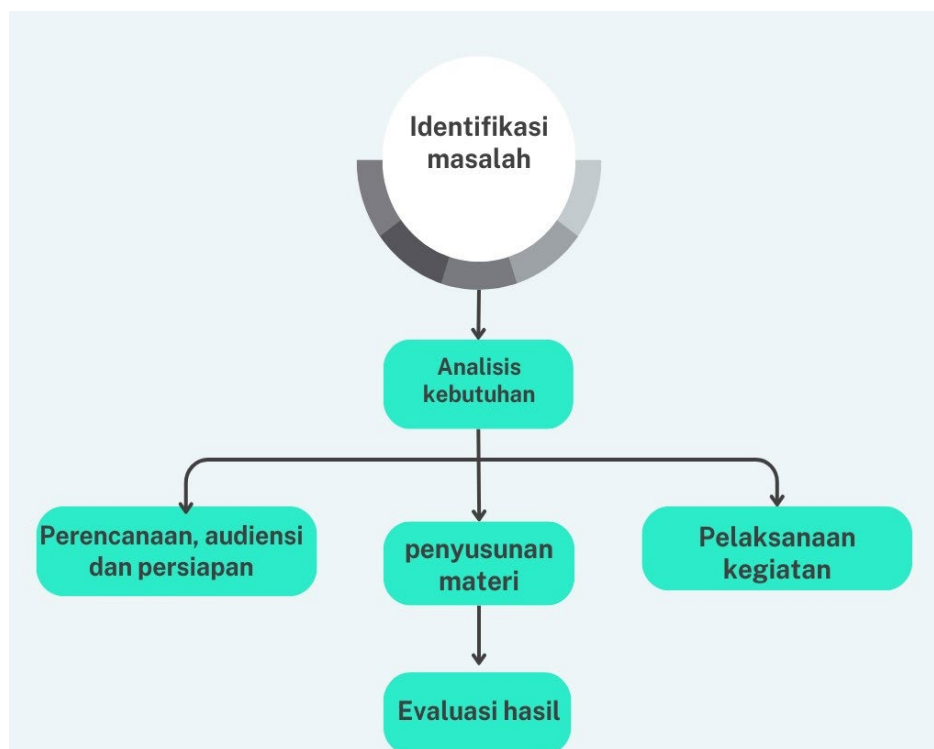 Identifikasi
masalah
Analisis
kebutuhan
Perencanaan, audiensi
dan persiapan
penyusunan
materi
Pelaksanaan
kegiatan
Evaluasi hasil